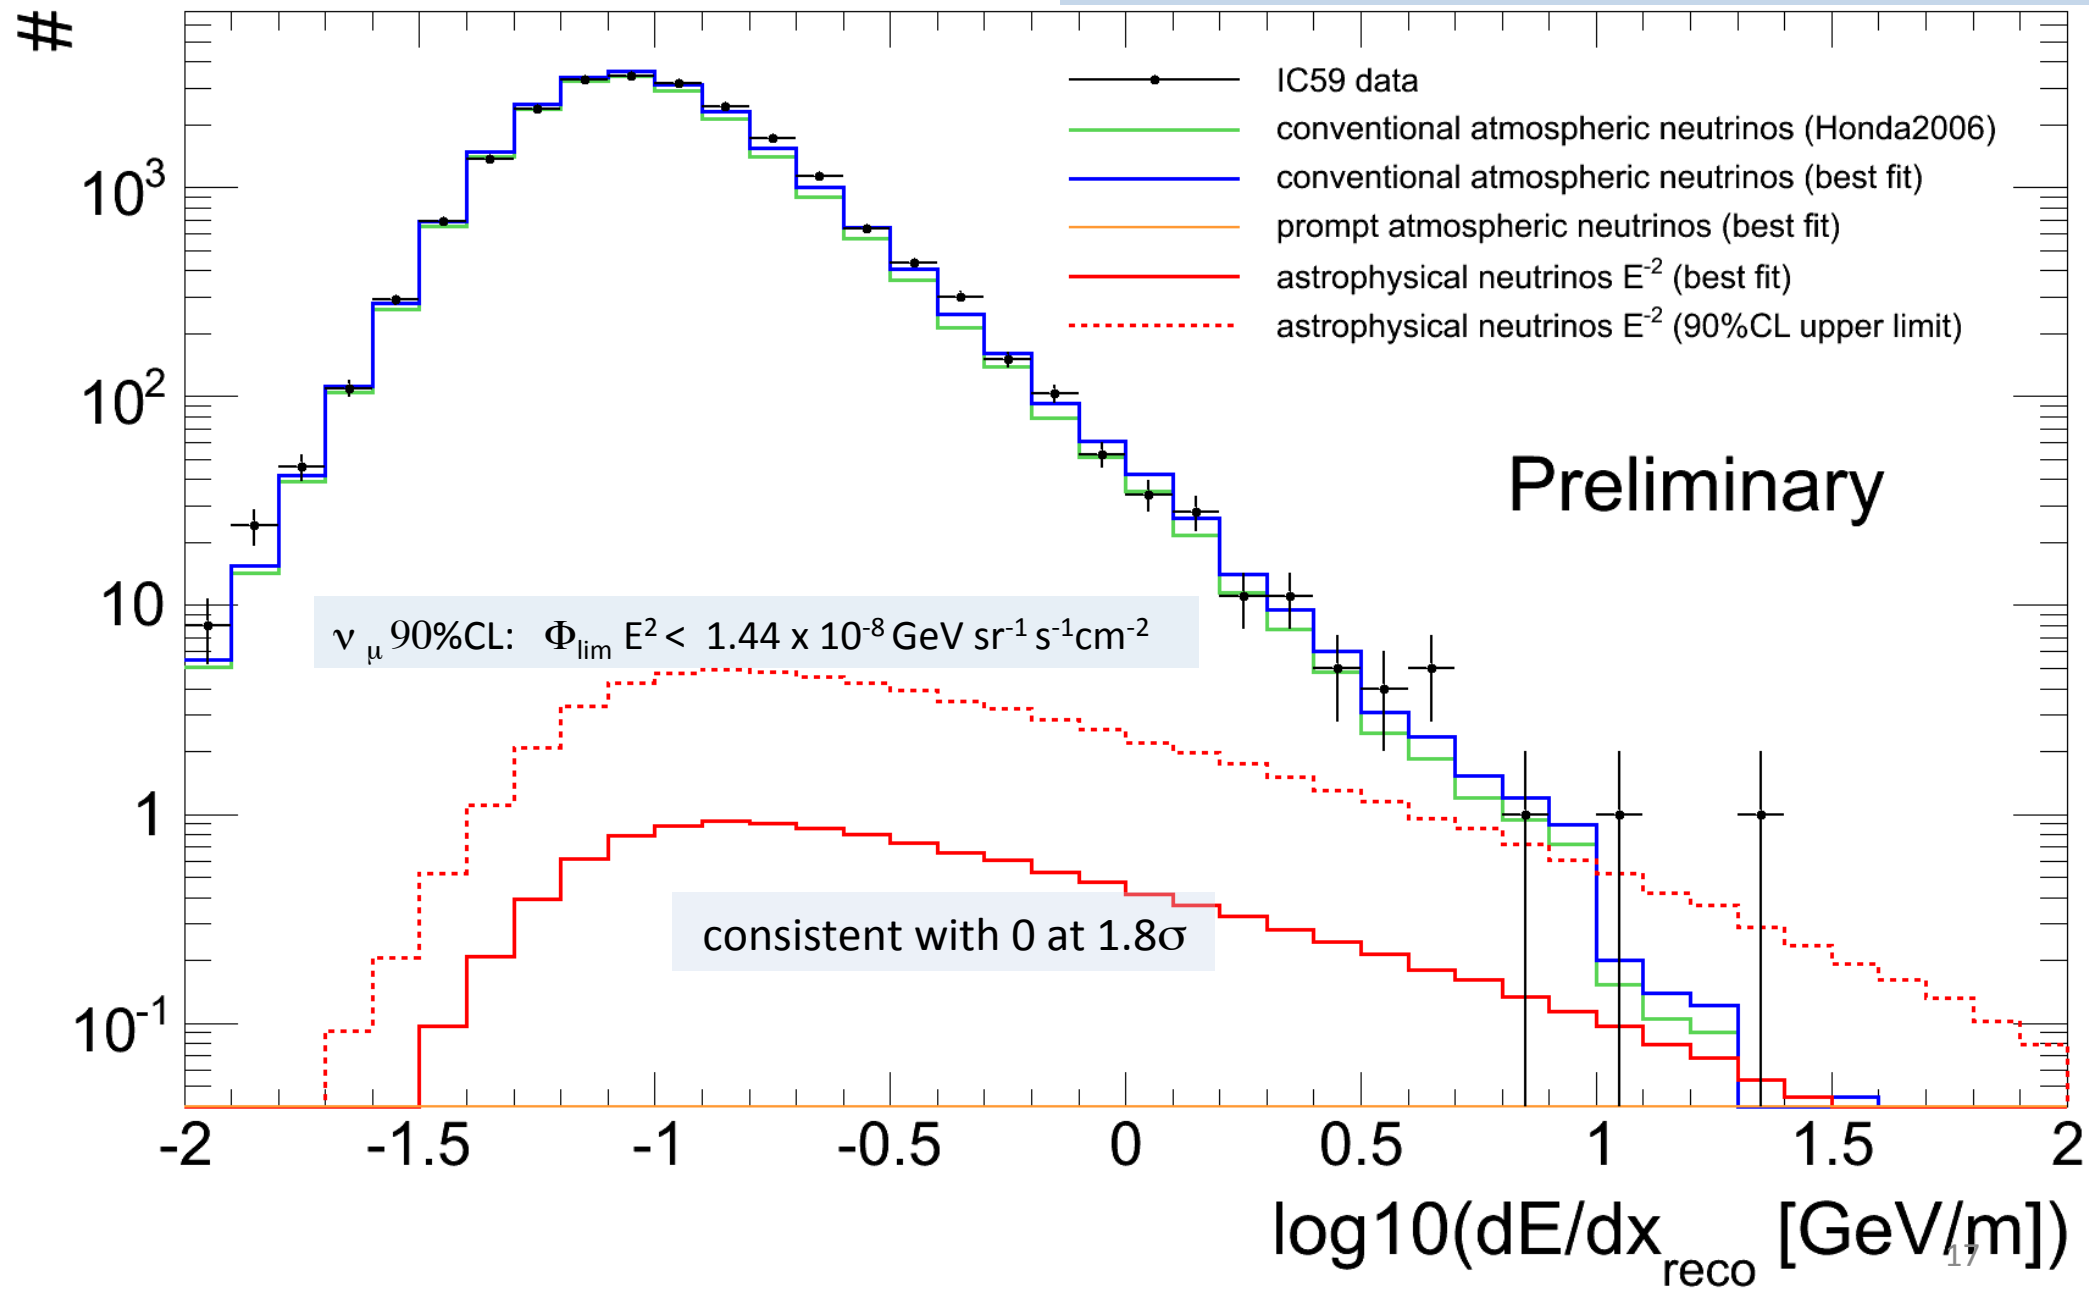 #
IC59 data
conventional atmospheric neutrinos (Honda2006)
conventional atmospheric neutrinos (best fit)
prompt atmospheric neutrinos (best fit)
astrophysical neutrinos E⁻² (best fit)
astrophysical neutrinos E⁻² (90%CL upper limit)
10³
10²
Preliminary
10
ν μ 90%CL: Φlim E² < 1.44 x 10⁻⁸ GeV sr⁻¹ s⁻¹cm⁻²
1
consistent with 0 at 1.8σ
10⁻¹
-2 -1.5 -1 -0.5 0 0.5 1 1.5 2
log10(dE/dxreco [GeV/m])
17